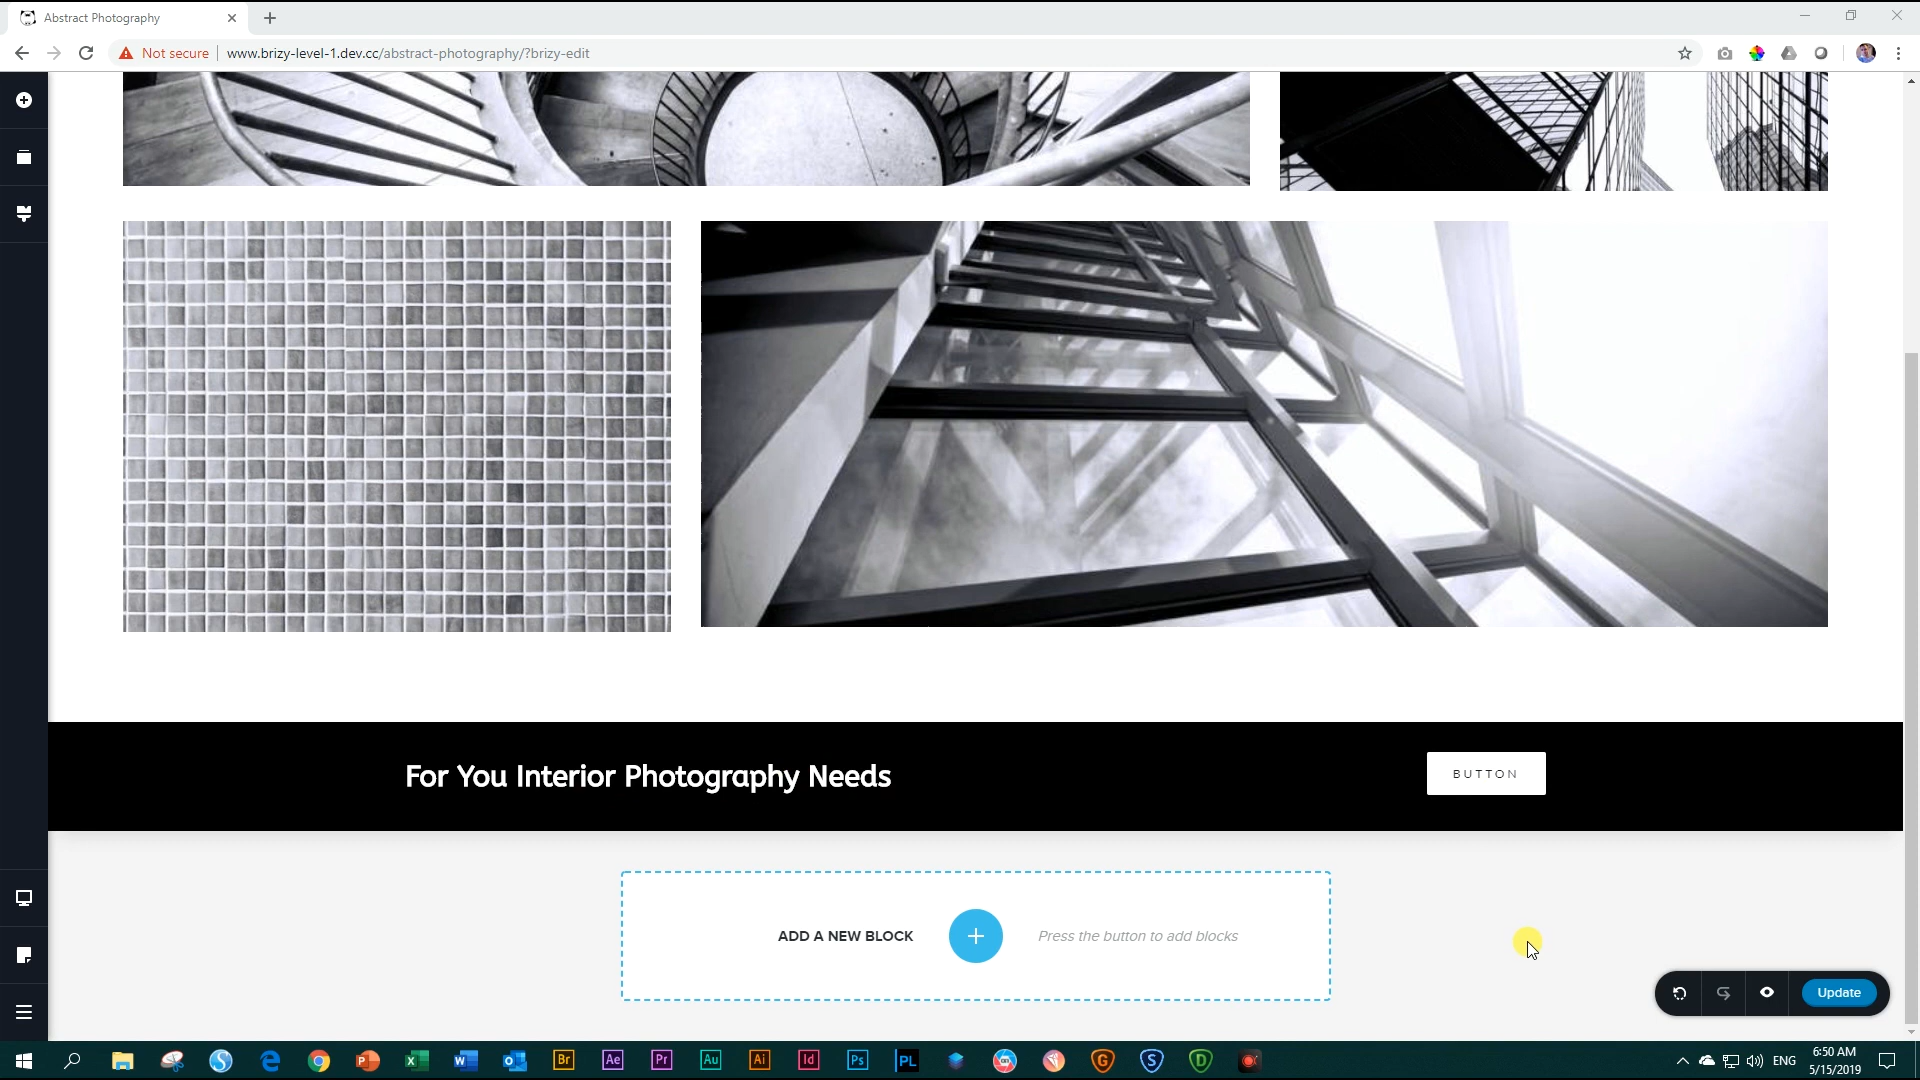 Abstract Photography
Not secure
www.brizy-level-1.dev.cc/abstract-photography/?brizy-edit
For You Interior Photography Needs
BUTTON
ADD A NEW BLOCK
Press the button to add blocks
Update
Br
Ae
Pr
Au
Ai
Id
Ps
PL
G
S
D
ENG
6:50 AM
5/15/2019